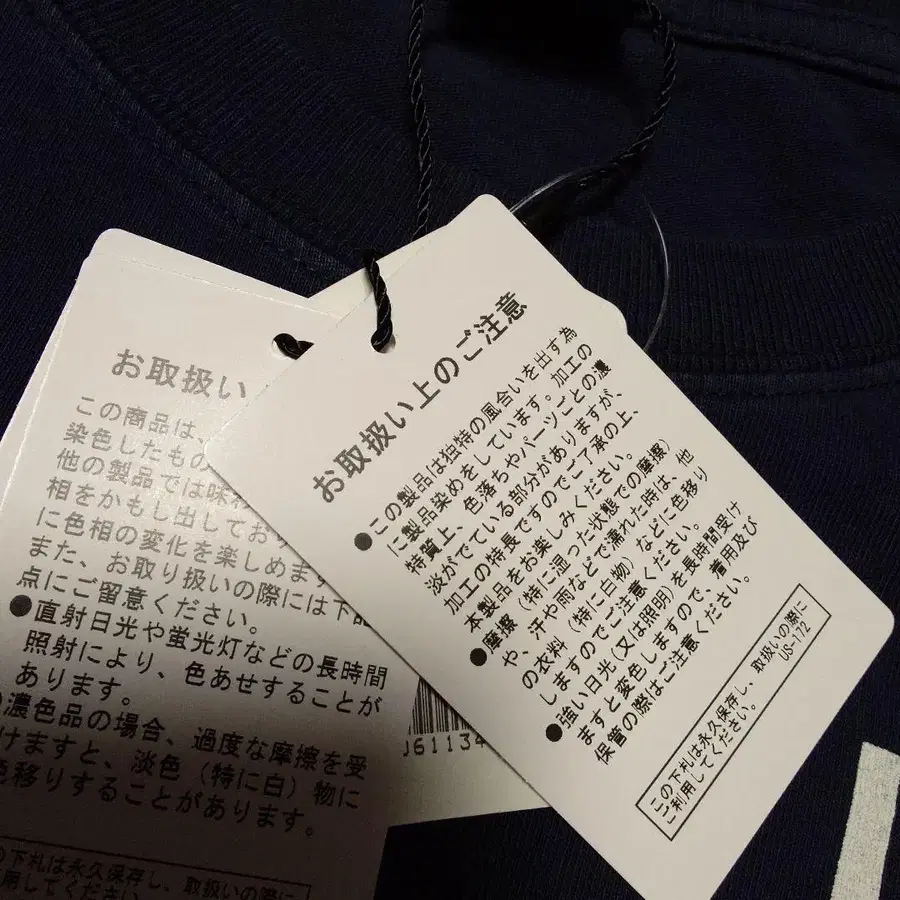 お取扱い
この商品は、
染色したもの
他の製品では味わ
相をかもし出してお
に色相の変化を楽しめます
また、お取り扱いの際には下記
点にご留意ください。
●直射日光や蛍光灯などの長時間
照射により、色あせすることが
あります。
濃色品の場合、過度な摩擦を受
けますと、淡色(特に白)物に
色移りすることがあります。
の下札は永久保存し、取扱いの際に
用してください。
お取扱い上のご注意
●この製品は独特の風合いを出す為
に製品染めをしています。加工の
特質上、色落ちやパーツごとの濃
淡がでている部分がありますが、
加工の特長ですのでご了承の上、
本製品をお楽しみください。
●摩擦(特に湿った状態での摩擦)
や、汗や雨などで濡れた時は、他
の衣料(特に白物)などに色移り
しますのでご注意ください。
●強い日光(又は照明)を長時間受け
ますと変色しますので、着用及び
保管の際はご注意ください。
この下札は永久保存し、取扱いの際に
ご利用してください。 US-172
J61134